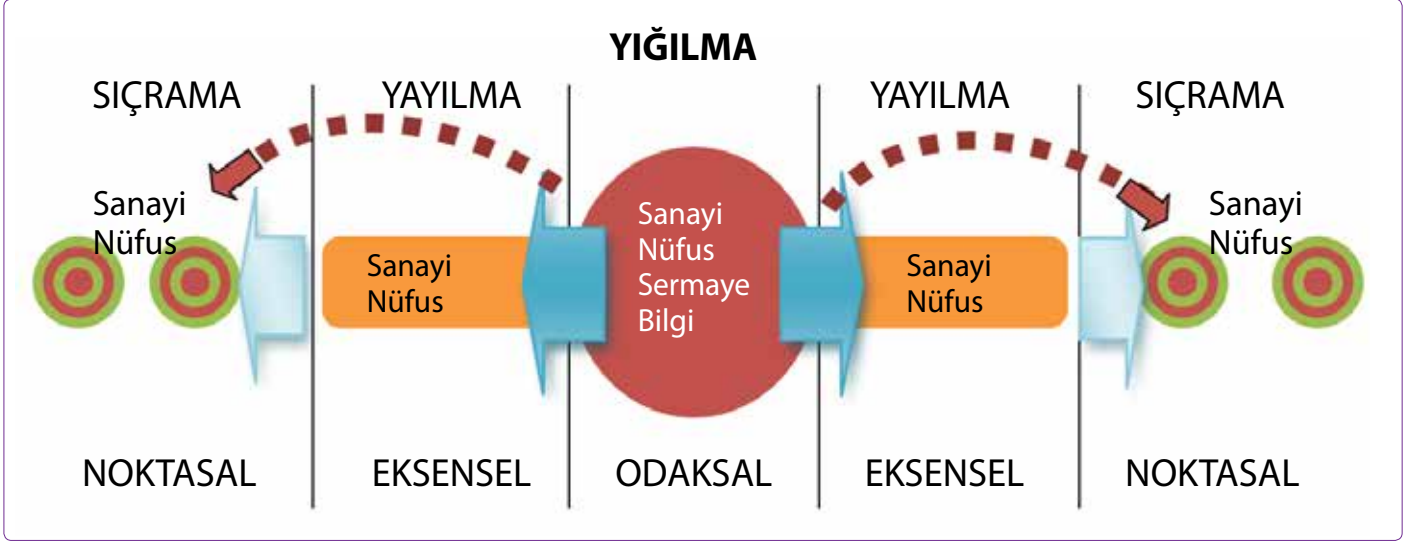 YIĞILMA
SIÇRAMA
YAYILMA
YAYILMA
SIÇRAMA
Sanayi
Nüfus
Sanayi
Nüfus
Sanayi
Nüfus
Sermaye
Bilgi
Sanayi
Nüfus
Sanayi
Nüfus
NOKTASAL
EKSENSEL
ODAKSAL
EKSENSEL
NOKTASAL